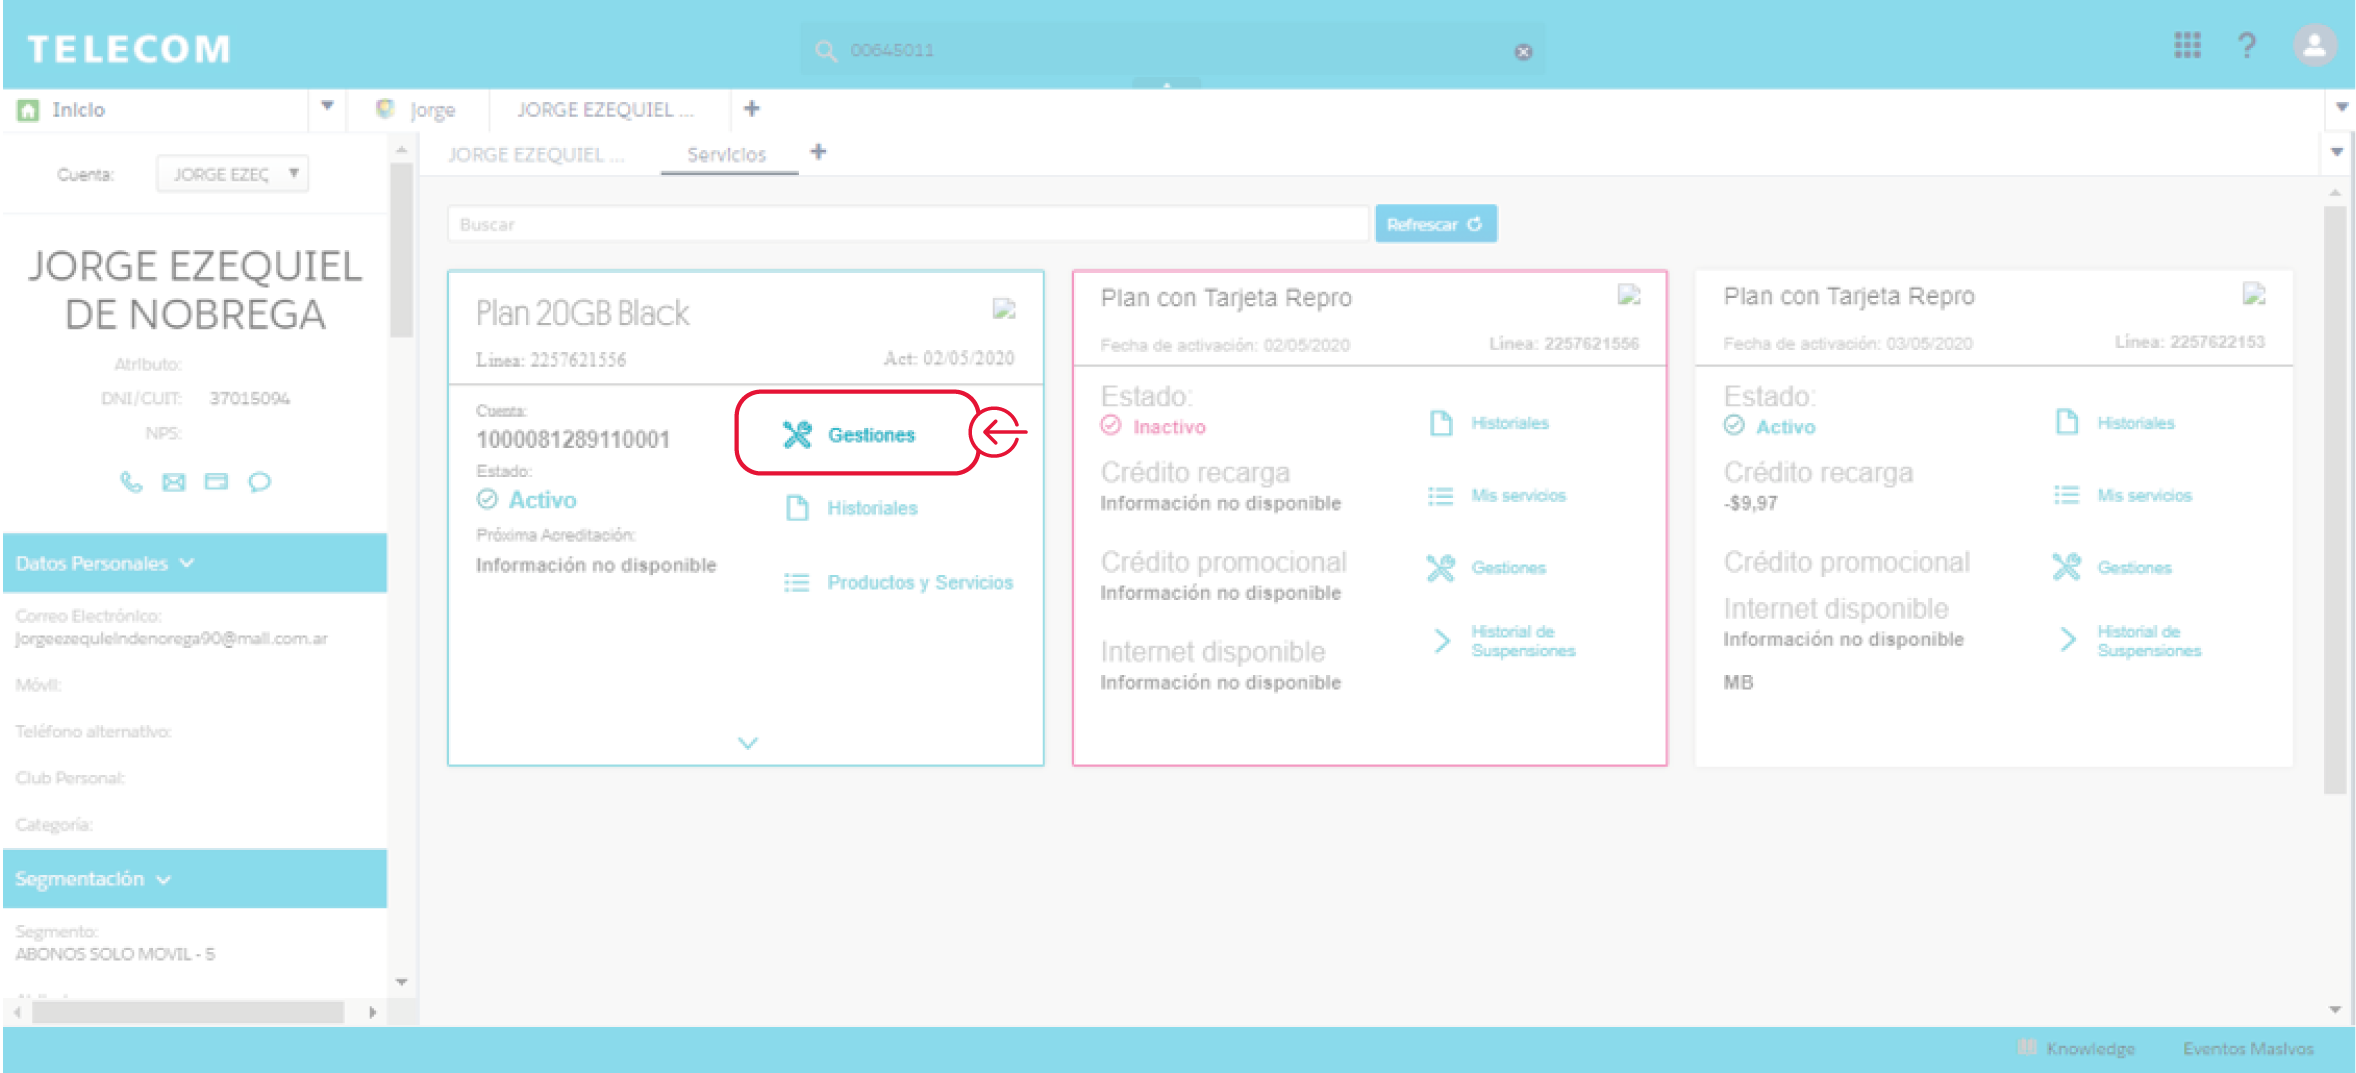 TELECOM
00645011
?
Inicio
Jorge
JORGE EZEQUIEL ...
+
Cuenta:
JORGE EZEQ
JORGE EZEQUIEL ...
Servicios
+
JORGE EZEQUIEL
DE NOBREGA
Atributo:
DNI/CUIT: 37015094
NPS:
Datos Personales
Correo Electrónico:
jorgeezequielndenorega90@mail.com.ar
Móvil:
Teléfono alternativo:
Club Personal:
Categoría:
Segmentación
Segmento:
ABONOS SOLO MOVIL - 5
Buscar
Refrescar
Plan 20GB Black
Linea: 2257621556
Act: 02/05/2020
Cuenta:
1000081289110001
Estado:
Activo
Próxima Acreditación:
Información no disponible
Gestiones
Historiales
Productos y Servicios
Plan con Tarjeta Repro
Fecha de activación: 02/05/2020
Línea: 2257621556
Estado:
Inactivo
Crédito recarga
Información no disponible
Crédito promocional
Información no disponible
Internet disponible
Información no disponible
Historiales
Mis servicios
Gestiones
Historial de
Suspensiones
Plan con Tarjeta Repro
Fecha de activación: 03/05/2020
Línea: 2257622153
Estado:
Activo
Crédito recarga
-$9,97
Crédito promocional
Internet disponible
Información no disponible
MB
Historiales
Mis servicios
Gestiones
Historial de
Suspensiones
Knowledge
Eventos Masivos